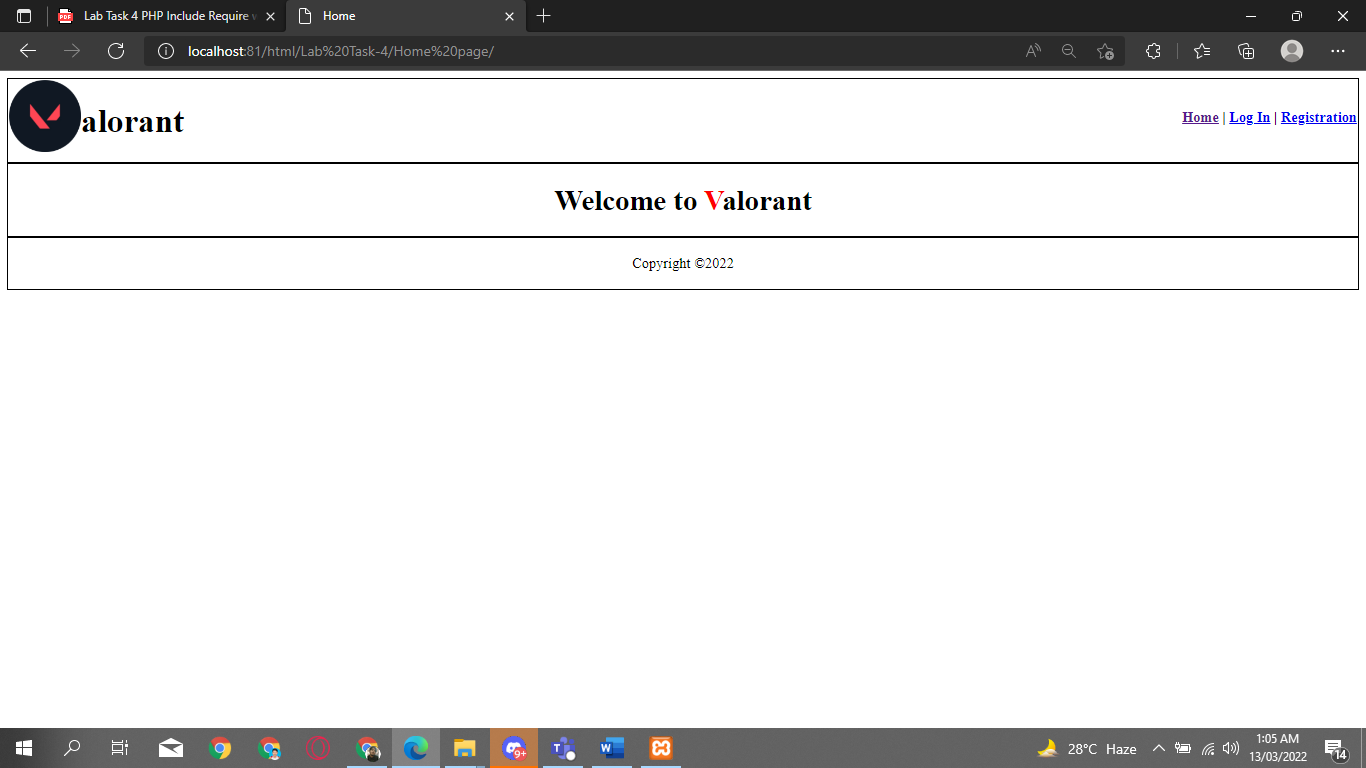 Lab Task 4 PHP Include Require
Home
localhost:81/html/Lab%20Task-4/Home%20page/
alorant
Home | Log In | Registration
Welcome to Valorant
Copyright ©2022
9+
28°C Haze
1:05 AM
13/03/2022
14